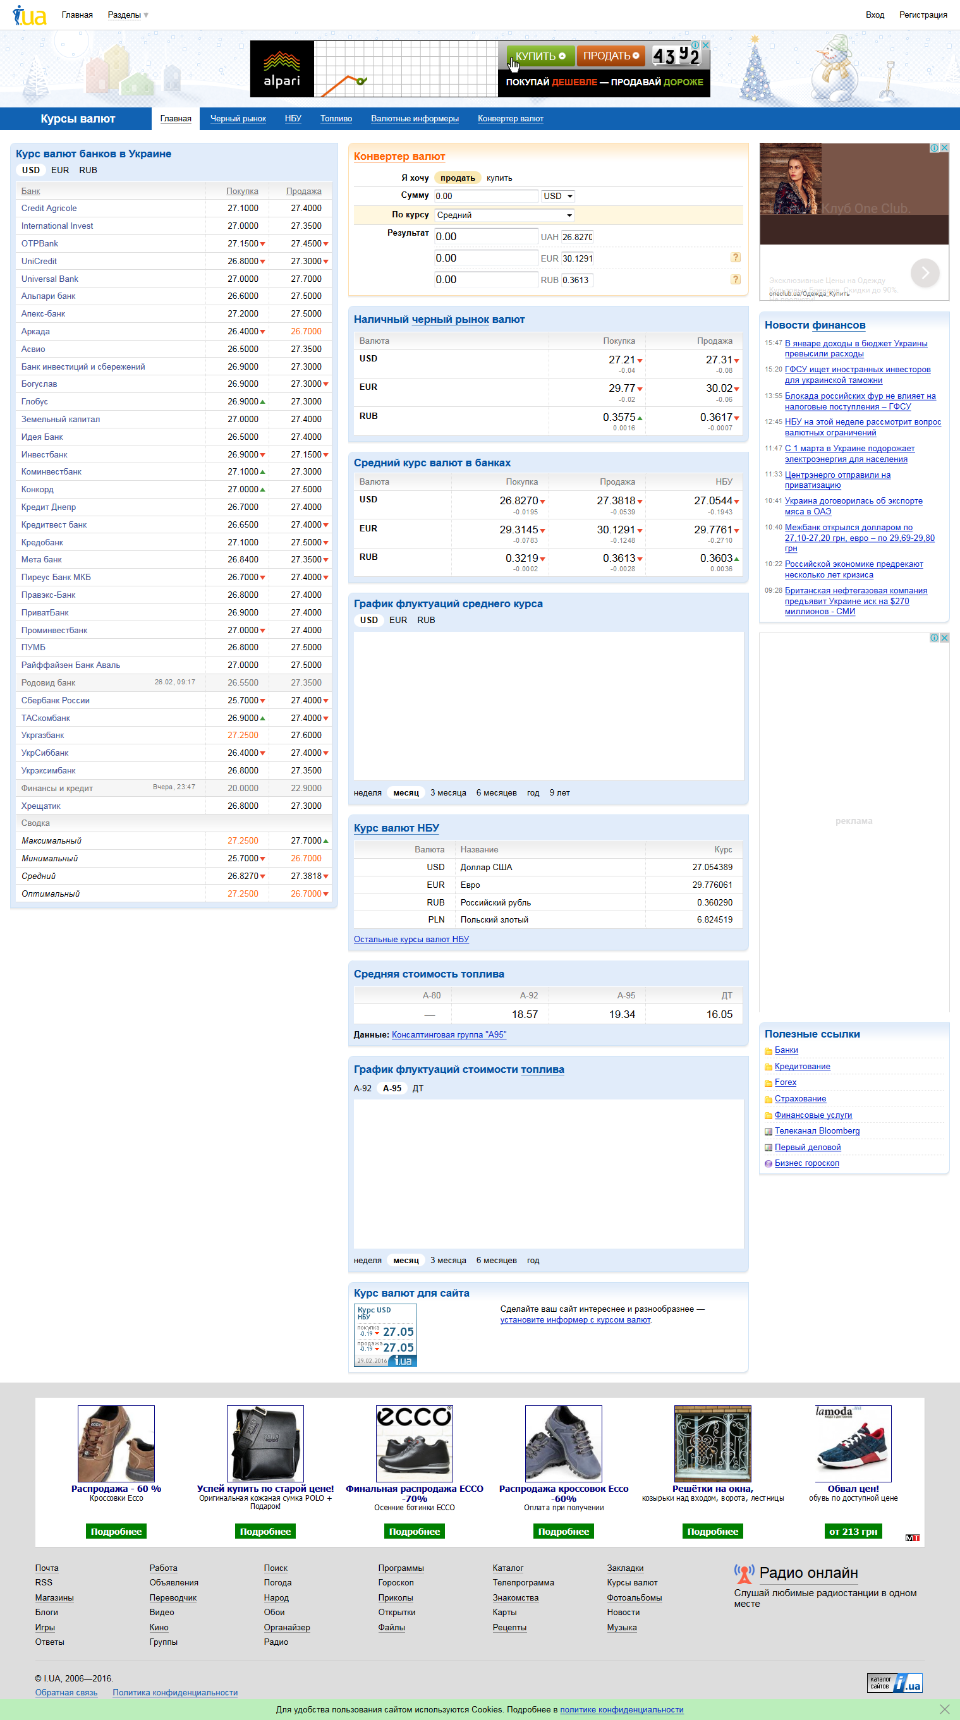 i.ua Главная Разделы ▾ Вход Регистрация
alpari КУПИТЬ ПРОДАТЬ
ПОКУПАЙ ДЕШЕВЛЕ — ПРОДАВАЙ ДОРОЖЕ
Курсы валют Главная Черный рынок НБУ Топливо Валютные информеры Конвертер валют
Курс валют банков в Украине
USD EUR RUB
Банк Покупка Продажа
Credit Agricole 27.1000 27.4000
International Invest 27.0000 27.3500
OTPBank 27.1500 27.4500
UniCredit 26.8000 27.3000
Universal Bank 27.0000 27.7000
Альпари банк 26.6000 27.5000
Апекс-банк 27.2000 27.5000
Аркада 26.4000 26.7000
Асвио 26.5000 27.3500
Банк инвестиций и сбережений 26.9000 27.4000
Богуслав 26.9000 27.3000
Глобус 26.9000 27.3000
Земельный капитал 27.0000 27.4000
Идея Банк 26.5000 27.4000
Инвестбанк 26.9000 27.1500
Коминвестбанк 27.1000 27.3000
Конкорд 27.0000 27.5000
Кредит Днепр 26.7000 27.4000
Кредитвест банк 26.6500 27.4000
Кредобанк 27.1000 27.5000
Мета банк 26.8400 27.3500
Пиреус Банк МКБ 26.7000 27.4000
Правэкс-Банк 26.8000 27.4000
ПриватБанк 26.9000 27.4000
Проминвестбанк 27.0000 27.4000
ПУМБ 26.8000 27.5000
Райффайзен Банк Аваль 27.0000 27.5000
Родовид банк 26.02, 09:17 26.5500 27.3500
Сбербанк России 25.7000 27.4000
ТАСкомбанк 26.9000 27.4000
Укргазбанк 27.2500 27.6000
УкрСиббанк 26.4000 27.4000
Укрэксимбанк 26.8000 27.3500
Финансы и кредит Вчера, 23:47 20.0000 22.9000
Хрещатик 26.8000 27.3000
Сводка
Максимальный 27.2500 27.7000
Минимальный 25.7000 26.7000
Средний 26.8270 27.3818
Оптимальный 27.2500 26.7000
Конвертер валют
Я хочу продать купить
Сумму 0.00 USD
По курсу Средний
Результат 0.00 UAH 26.8270
0.00 EUR 30.1291 ?
0.00 RUB 0.3613 ?
Наличный черный рынок валют
Валюта Покупка Продажа
USD 27.21 27.31
-0.04 -0.08
EUR 29.77 30.02
-0.02 -0.06
RUB 0.3575 0.3617
0.0016 -0.0007
Средний курс валют в банках
Валюта Покупка Продажа НБУ
USD 26.8270 27.3818 27.0544
-0.0195 -0.0539 -0.1943
EUR 29.3145 30.1291 29.7761
-0.0783 -0.1248 -0.2710
RUB 0.3219 0.3613 0.3603
-0.0002 -0.0028 0.0036
График флуктуаций среднего курса
USD EUR RUB
неделя месяц 3 месяца 6 месяцев год 9 лет
Курс валют НБУ
Валюта Название Курс
USD Доллар США 27.054389
EUR Евро 29.776061
RUB Российский рубль 0.360290
PLN Польский злотый 6.824519
Остальные курсы валют НБУ
Средняя стоимость топлива
А-80 А-92 А-95 ДТ
— 18.57 19.34 16.05
Данные: Консалтинговая группа "А95"
График флуктуаций стоимости топлива
А-92 А-95 ДТ
неделя месяц 3 месяца 6 месяцев год
Курс валют для сайта
Курс USD
НБУ
покупка
-0.19 27.05
продажа
-0.19 27.05
29.02.2016 i.ua
Сделайте ваш сайт интереснее и разнообразнее —
установите информер с курсом валют.
Клуб One Club.
Эксклюзивные Цены на Одежду.
oneclub.ua/Одежда_Купить
Новости финансов
15:47 В январе доходы в бюджет Украины
превысили расходы
15:20 ГФСУ ищет иностранных инвесторов
для украинской таможни
13:55 Блокада российских фур не влияет на
налоговые поступления – ГФСУ
12:45 НБУ на этой неделе рассмотрит вопрос
валютных ограничений
11:47 С 1 марта в Украине подорожает
электроэнергия для населения
11:33 Центрэнерго отправили на
приватизацию
10:41 Украина договорилась об экспорте
мяса в ОАЭ
10:40 Межбанк открылся долларом по
27,10-27,20 грн, евро – по 29,69-29,80
грн
10:22 Российской экономике предрекают
несколько лет кризиса
09:26 Британская нефтегазовая компания
предъявит Украине иск на $270
миллионов - СМИ
реклама
Полезные ссылки
Банки
Кредитование
Forex
Страхование
Финансовые услуги
Телеканал Bloomberg
Первый деловой
Бизнес гороскоп
ecco lamoda
Распродажа - 60 %
Кроссовки Ecco
Подробнее
Успей купить по старой цене!
Оригинальная кожаная сумка POLO +
Подарок!
Подробнее
Финальная распродажа ECCO
-70%
Осенние ботинки ECCO
Подробнее
Распродажа кроссовок Ecco
-60%
Оплата при получении
Подробнее
Решётки на окна,
козырьки над входом, ворота, лестницы
Подробнее
Обвал цен!
обувь по доступной цене
от 213 грн
МТ
Почта Работа Поиск Программы Каталог Закладки
RSS Объявления Погода Гороскоп Телепрограмма Курсы валют
Магазины Переводчик Народ Приколы Знакомства Фотоальбомы
Блоги Видео Обои Открытки Карты Новости
Игры Кино Органайзер Файлы Рецепты Музыка
Ответы Группы Радио
Радио онлайн
Слушай любимые радиостанции в одном
месте
© I.UA, 2006—2016.
Обратная связь Политика конфиденциальности
каталог
сайтов i.ua
Для удобства пользования сайтом используются Cookies. Подробнее в политике конфиденциальности